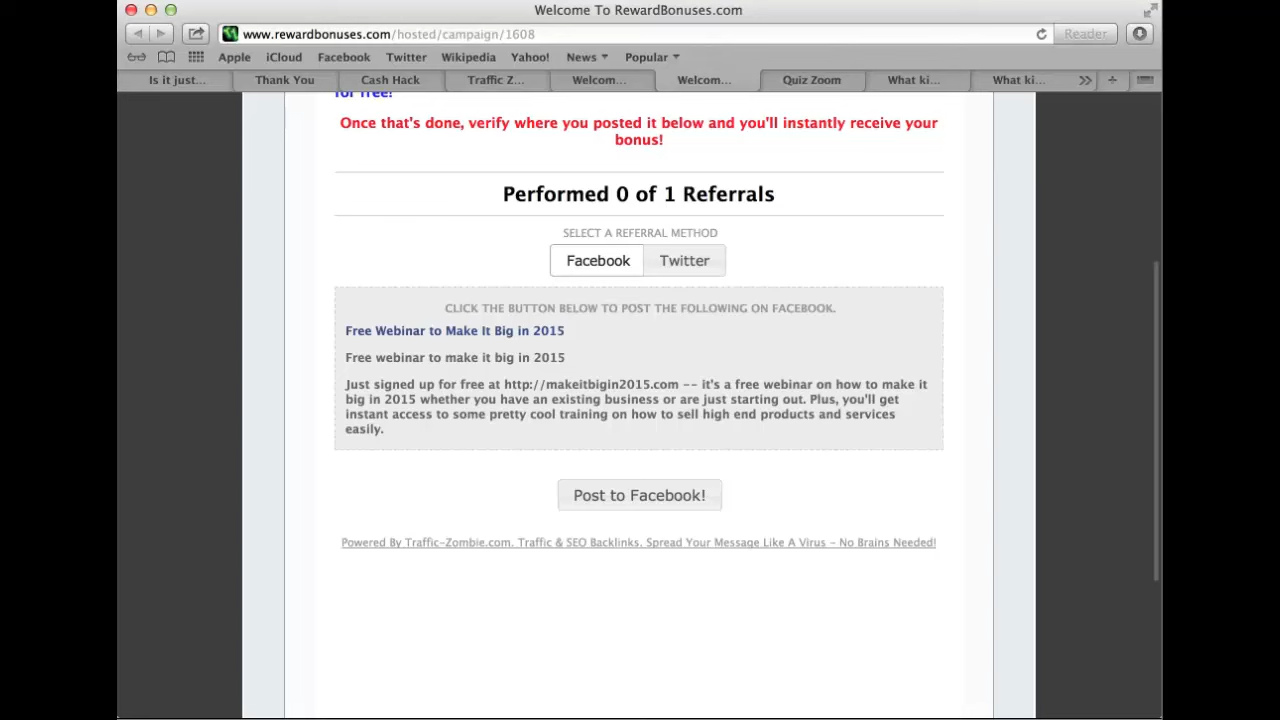 Welcome To RewardBonuses.com
www.rewardbonuses.com/hosted/campaign/1608
Reader
Apple iCloud Facebook Twitter Wikipedia Yahoo! News Popular
Is it just... Thank You Cash Hack Traffic Z... Welcom... Welcom... Quiz Zoom What ki... What ki...
for free!
Once that's done, verify where you posted it below and you'll instantly receive your
bonus!
Performed 0 of 1 Referrals
SELECT A REFERRAL METHOD
Facebook Twitter
CLICK THE BUTTON BELOW TO POST THE FOLLOWING ON FACEBOOK.
Free Webinar to Make It Big in 2015
Free webinar to make it big in 2015
Just signed up for free at http://makeitbigin2015.com -- it's a free webinar on how to make it
big in 2015 whether you have an existing business or are just starting out. Plus, you'll get
instant access to some pretty cool training on how to sell high end products and services
easily.
Post to Facebook!
Powered By Traffic-Zombie.com. Traffic & SEO Backlinks. Spread Your Message Like A Virus - No Brains Needed!